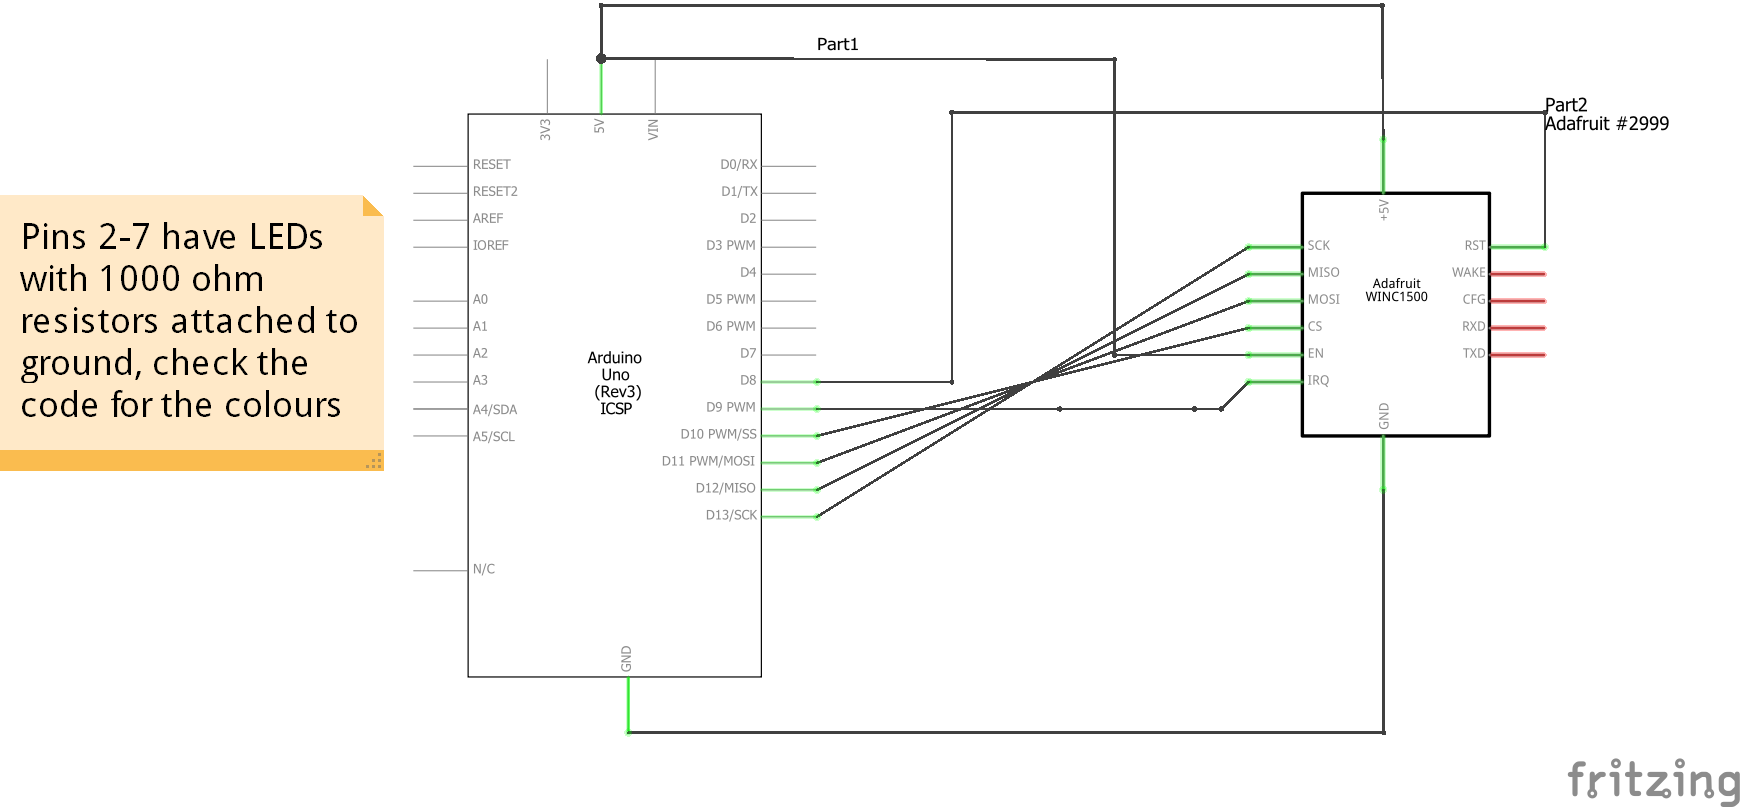 Part1
Part2
Adafruit #2999
3V3
5V
VIN
RESET
RESET2
AREF
IOREF
A0
A1
A2
A3
A4/SDA
A5/SCL
N/C
D0/RX
D1/TX
D2
D3 PWM
D4
D5 PWM
D6 PWM
D7
D8
D9 PWM
D10 PWM/SS
D11 PWM/MOSI
D12/MISO
D13/SCK
GND
Arduino
Uno
(Rev3)
ICSP
+5V
SCK
MISO
MOSI
CS
EN
IRQ
RST
WAKE
CFG
RXD
TXD
GND
Adafruit
WINC1500
Pins 2-7 have LEDs
with 1000 ohm
resistors attached to
ground, check the
code for the colours
fritzing